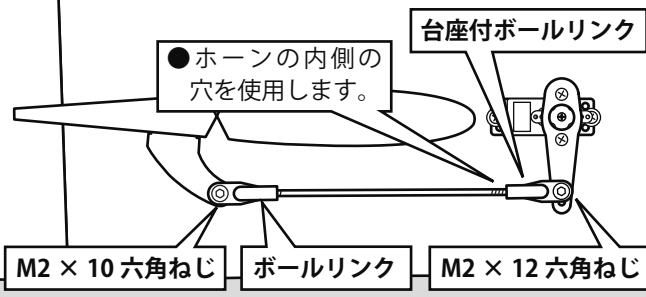 台座付ボールリンク
●ホーンの内側の
穴を使用します。
M2 × 10 六角ねじ
ボールリンク
M2 × 12 六角ねじ